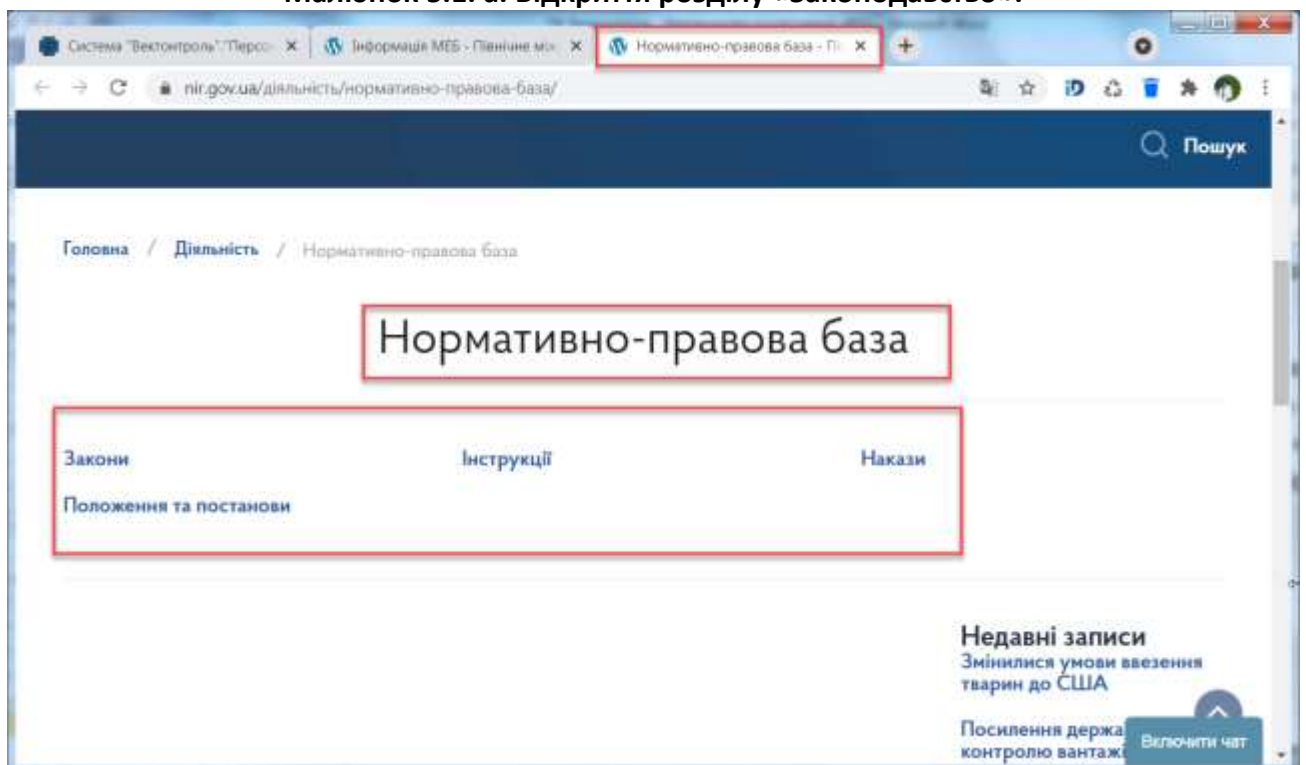 Система "Вектонтроль" "Персо
Інформація МЕБ - Північне мі
Нормативно-правова база - П
nir.gov.ua/діяльність/нормативно-правова-база/
Пошук
Головна / Діяльність / Нормативно-правова база
Нормативно-правова база
Закони Інструкції Накази
Положення та постанови
Недавні записи
Змінилися умови ввезення
тварин до США
Посилення держа
контролю вантажі
Включити чат